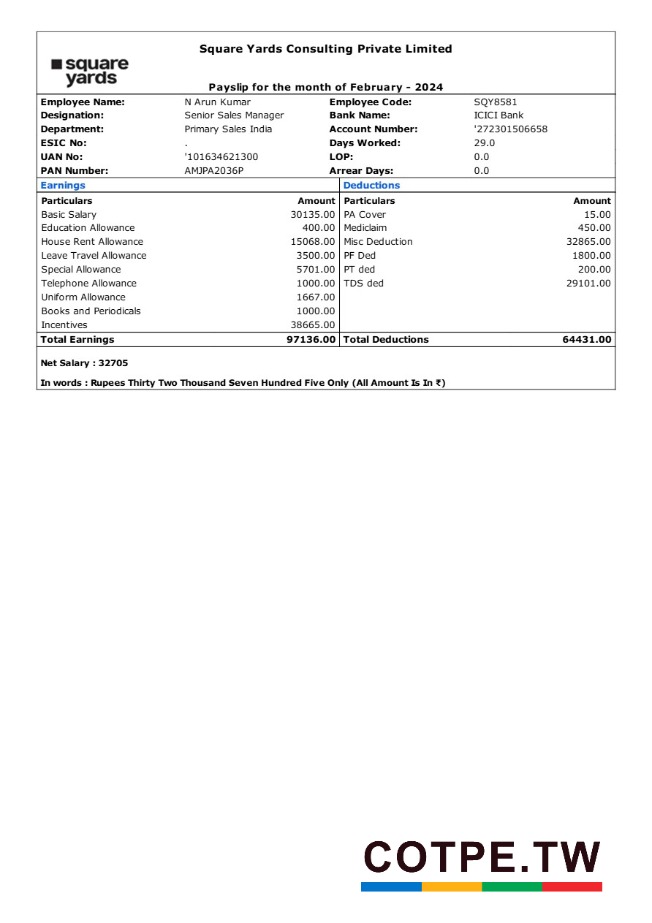 Square Yards Consulting Private Limited
square
yards
Payslip for the month of February - 2024
Employee Name: N Arun Kumar Employee Code: SQY8581
Designation: Senior Sales Manager Bank Name: ICICI Bank
Department: Primary Sales India Account Number: '272301506658
ESIC No: . Days Worked: 29.0
UAN No: '101634621300 LOP: 0.0
PAN Number: AMJPA2036P Arrear Days: 0.0
Earnings Deductions
Particulars Amount Particulars Amount
Basic Salary 30135.00 PA Cover 15.00
Education Allowance 400.00 Mediclaim 450.00
House Rent Allowance 15068.00 Misc Deduction 32865.00
Leave Travel Allowance 3500.00 PF Ded 1800.00
Special Allowance 5701.00 PT ded 200.00
Telephone Allowance 1000.00 TDS ded 29101.00
Uniform Allowance 1667.00
Books and Periodicals 1000.00
Incentives 38665.00
Total Earnings 97136.00 Total Deductions 64431.00
Net Salary : 32705
In words : Rupees Thirty Two Thousand Seven Hundred Five Only (All Amount Is In ₹)
COTPE.TW